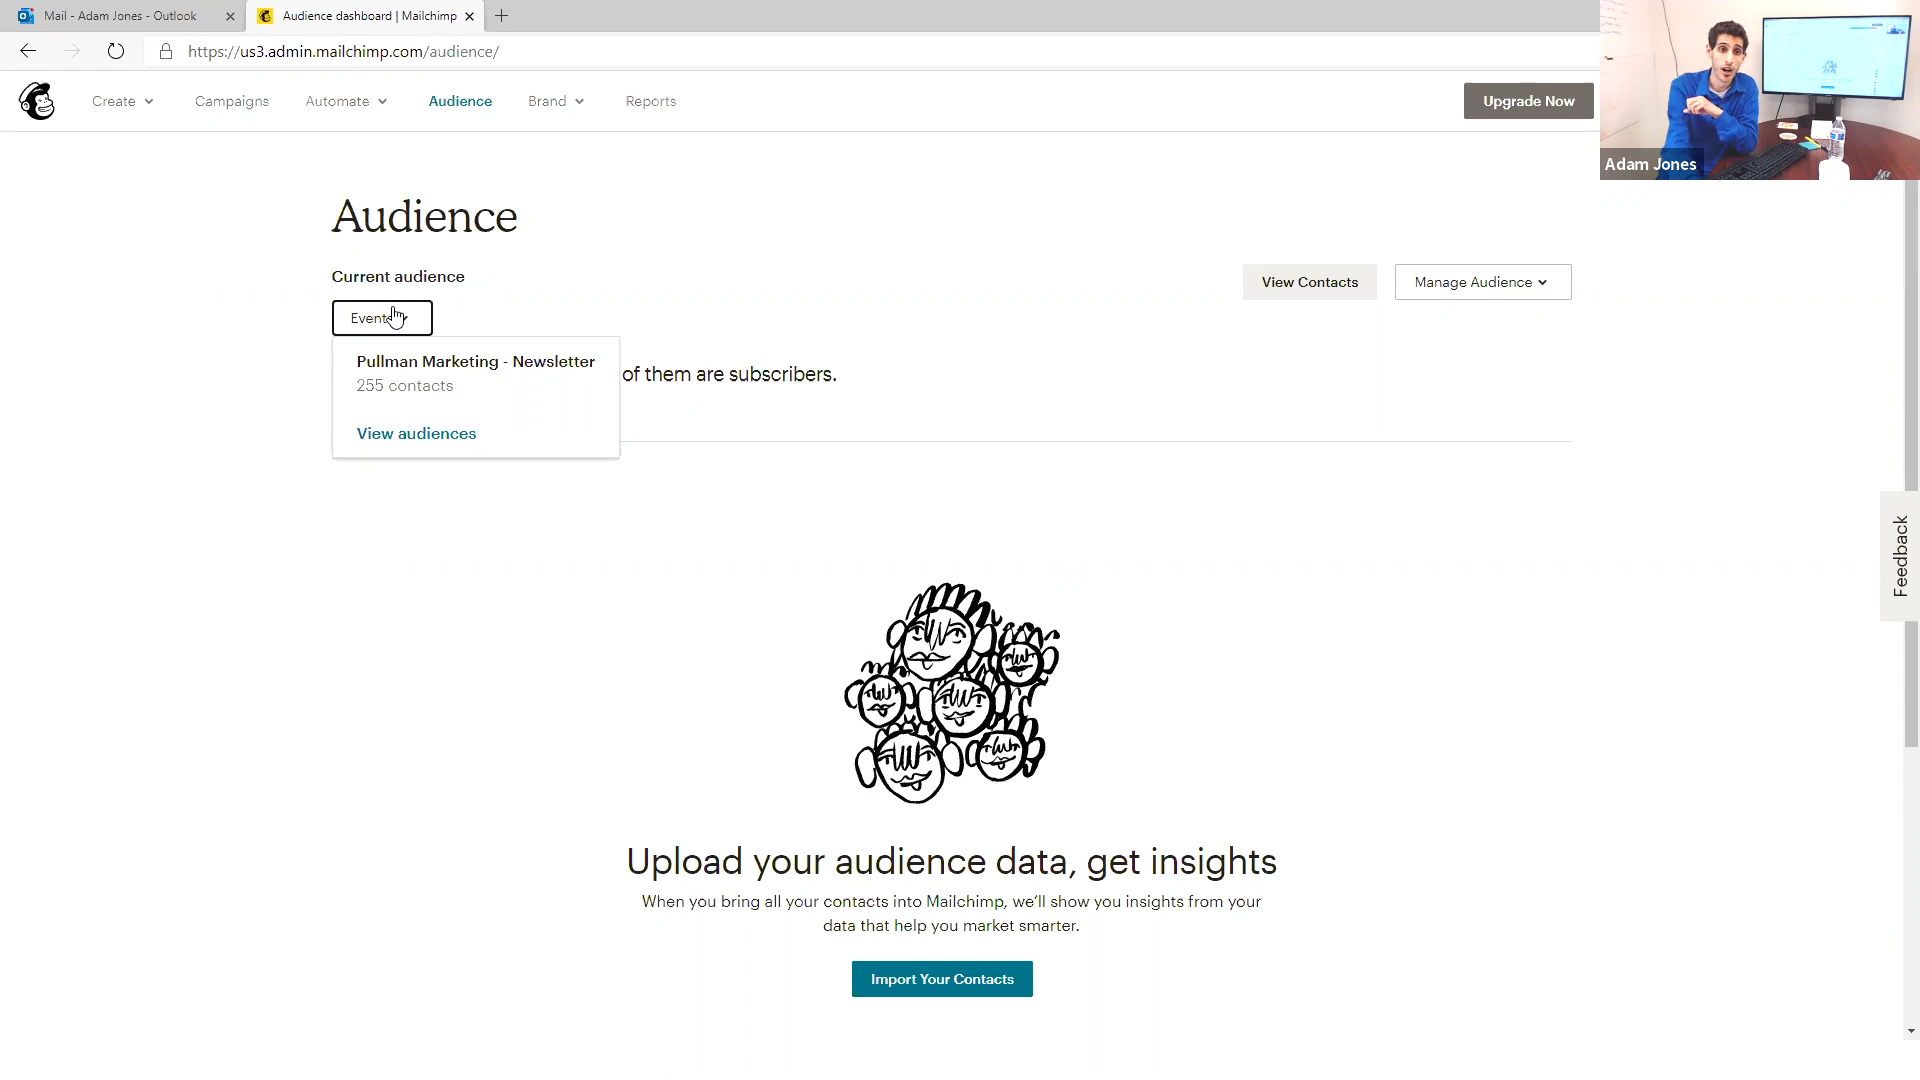 Mail - Adam Jones - Outlook
Audience dashboard | Mailchimp
https://us3.admin.mailchimp.com/audience/
Create
Campaigns
Automate
Audience
Brand
Reports
Upgrade Now
Adam Jones
Audience
Current audience
View Contacts
Manage Audience
Pullman Marketing - Newsletter
255 contacts
of them are subscribers.
View audiences
Feedback
Upload your audience data, get insights
When you bring all your contacts into Mailchimp, we'll show you insights from your
data that help you market smarter.
Import Your Contacts